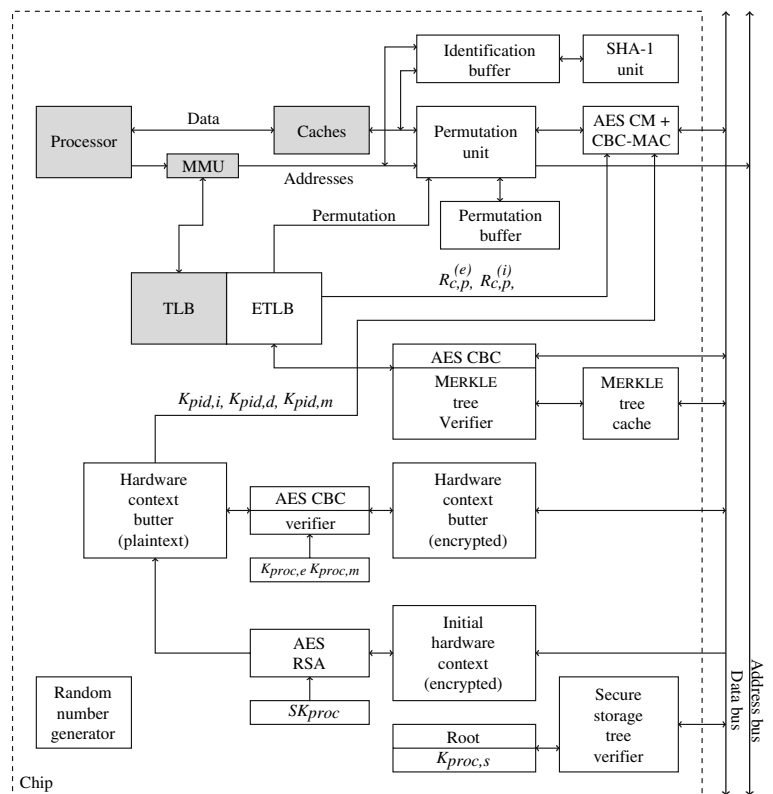 Identification
buffer
SHA-1
unit
Processor
Data
Caches
Permutation
unit
AES CM +
CBC-MAC
MMU
Addresses
Permutation
Permutation
buffer
TLB
ETLB
R_{c,p}^{(e)}, R_{c,p}^{(i)},
AES CBC
MERKLE
tree
Verifier
MERKLE
tree
cache
K_{pid,i}, K_{pid,d}, K_{pid,m}
Hardware
context
butter
(plaintext)
AES CBC
verifier
Hardware
context
butter
(encrypted)
K_{proc,e} K_{proc,m}
AES
RSA
Initial
hardware
context
(encrypted)
SK_{proc}
Random
number
generator
Root
K_{proc,s}
Secure
storage
tree
verifier
Data bus
Address bus
Chip